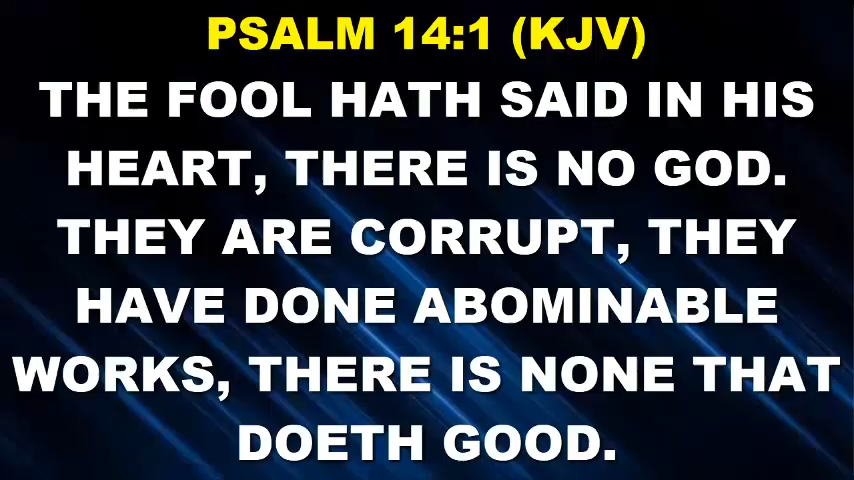 PSALM 14:1 (KJV)
THE FOOL HATH SAID IN HIS
HEART, THERE IS NO GOD.
THEY ARE CORRUPT, THEY
HAVE DONE ABOMINABLE
WORKS, THERE IS NONE THAT
DOETH GOOD.